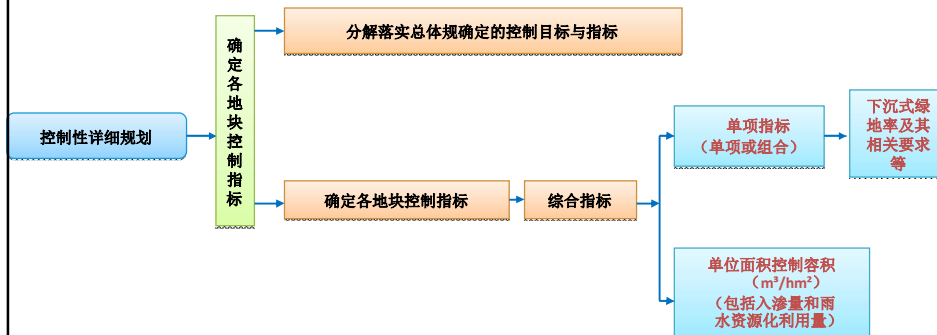 控制性详细规划
确
定
各
地
块
控
制
指
标
分解落实总体规确定的控制目标与指标
确定各地块控制指标
综合指标
单项指标
（单项或组合）
下沉式绿
地率及其
相关要求
等
单位面积控制容积
（m³/hm²）
（包括入渗量和雨
水资源化利用量）